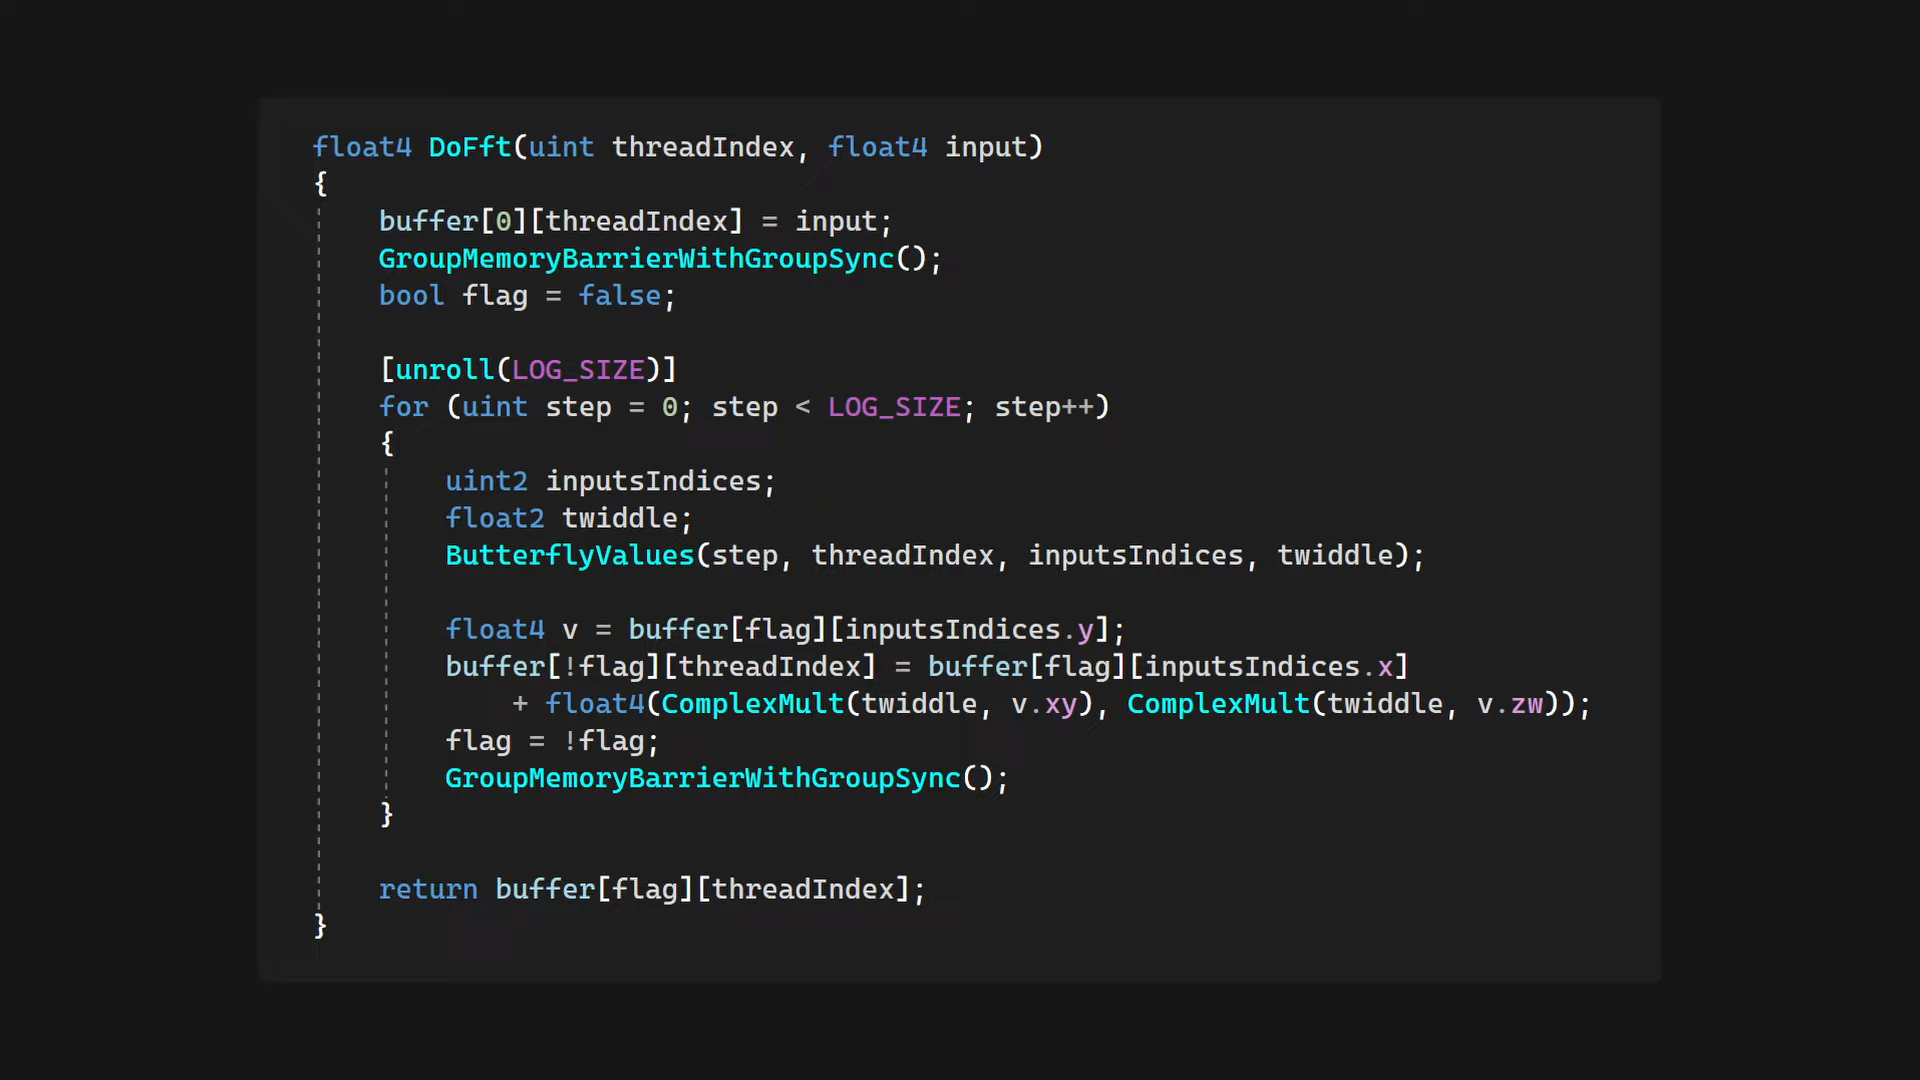 float4 DoFft(uint threadIndex, float4 input)
{
    buffer[0][threadIndex] = input;
    GroupMemoryBarrierWithGroupSync();
    bool flag = false;

    [unroll(LOG_SIZE)]
    for (uint step = 0; step < LOG_SIZE; step++)
    {
        uint2 inputsIndices;
        float2 twiddle;
        ButterflyValues(step, threadIndex, inputsIndices, twiddle);

        float4 v = buffer[flag][inputsIndices.y];
        buffer[!flag][threadIndex] = buffer[flag][inputsIndices.x]
            + float4(ComplexMult(twiddle, v.xy), ComplexMult(twiddle, v.zw));
        flag = !flag;
        GroupMemoryBarrierWithGroupSync();
    }

    return buffer[flag][threadIndex];
}